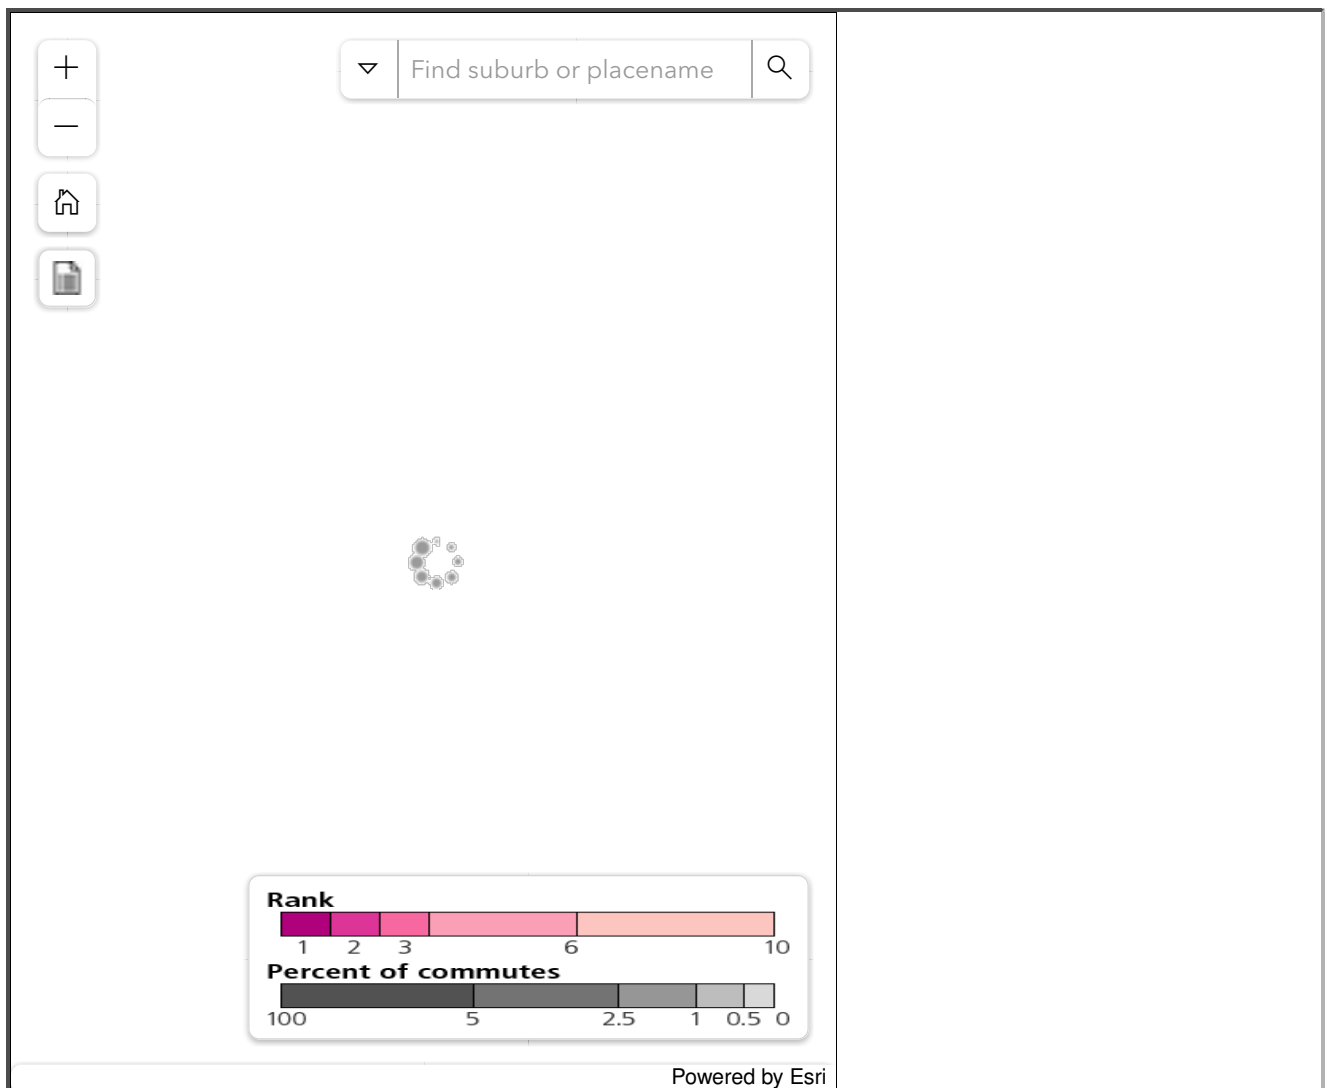 Find suburb or placename
Rank
1 2 3 6 10
Percent of commutes
100 5 2.5 1 0.5 0
Powered by Esri